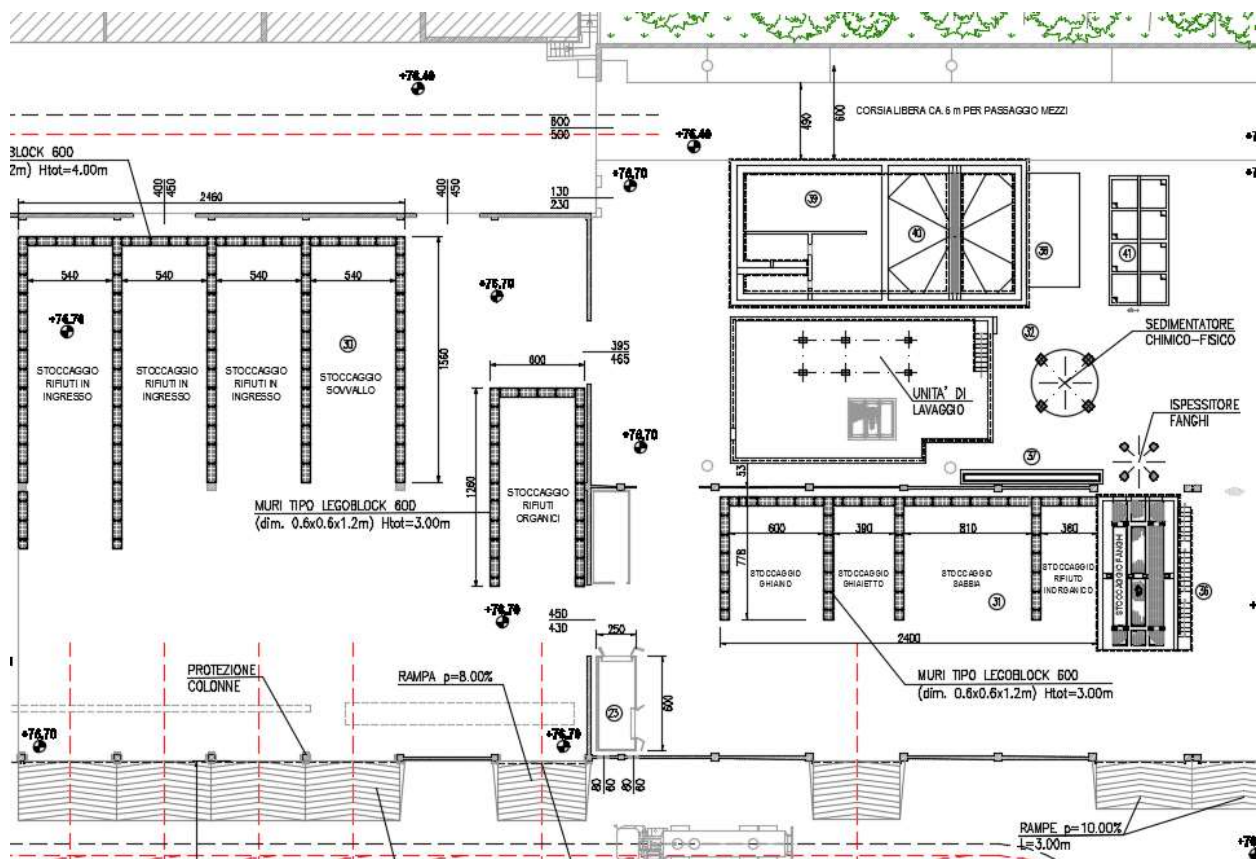 +76.40
CORSIA LIBERA CA. 6 m PER PASSAGGIO MEZZI
490
600
600
500
+76.40
BLOCK 600
2m) Htot=4.00m
400
450
400
450
2460
130
230
+76.70
39
40
38
41
540
540
540
540
+76.70
+76.70
30
STOCCAGGIO
RIFIUTI IN
INGRESSO
STOCCAGGIO
RIFIUTI IN
INGRESSO
STOCCAGGIO
RIFIUTI IN
INGRESSO
STOCCAGGIO
SOVVALLO
1560
395
465
600
32
SEDIMENTATORE
CHIMICO-FISICO
UNITA' DI
LAVAGGIO
ISPESSITORE
FANGHI
+76.70
1260
53
37
STOCCAGGIO
RIFIUTI
ORGANICI
MURI TIPO LEGOBLOCK 600
(dim. 0.6x0.6x1.2m) Htot=3.00m
600
390
810
360
778
STOCCAGGIO
GHIAINO
STOCCAGGIO
GHIAIETTO
STOCCAGGIO
SABBIA
STOCCAGGIO
RIFIUTO
INORGANICO
STOCCAGGIO FANGHI
31
36
+76.70
450
430
250
2400
PROTEZIONE
COLONNE
RAMPA p=8.00%
MURI TIPO LEGOBLOCK 600
(dim. 0.6x0.6x1.2m) Htot=3.00m
23
600
+76.70
+76.70
80
60
80
60
RAMPE p=10.00%
L=3.00m